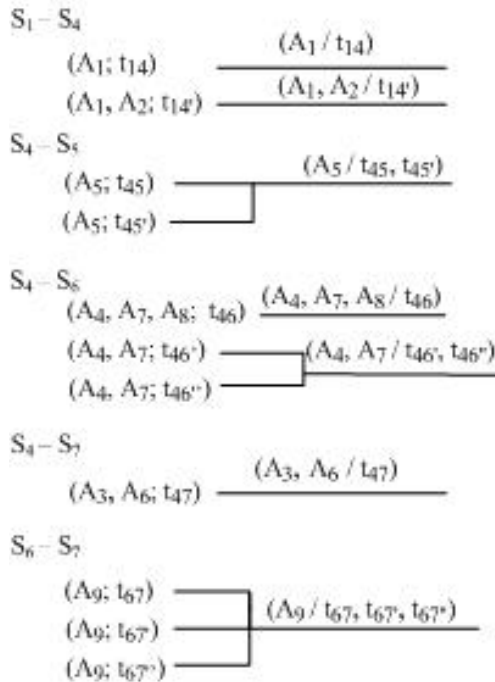 S₁ – S₄
(A₁ / t₁₄)
(A₁; t₁₄)
(A₁, A₂ / t₁₄')
(A₁, A₂; t₁₄')
S₄ – S₅
(A₅ / t₄₅, t₄₅')
(A₅; t₄₅)
(A₅; t₄₅')
S₄ – S₆
(A₄, A₇, A₈; t₄₆) (A₄, A₇, A₈ / t₄₆)
(A₄, A₇; t₄₆') (A₄, A₇ / t₄₆', t₄₆'')
(A₄, A₇; t₄₆'')
S₄ – S₇
(A₃, A₆ / t₄₇)
(A₃, A₆; t₄₇)
S₆ – S₇
(A₉; t₆₇)
(A₉ / t₆₇, t₆₇', t₆₇'')
(A₉; t₆₇')
(A₉; t₆₇'')